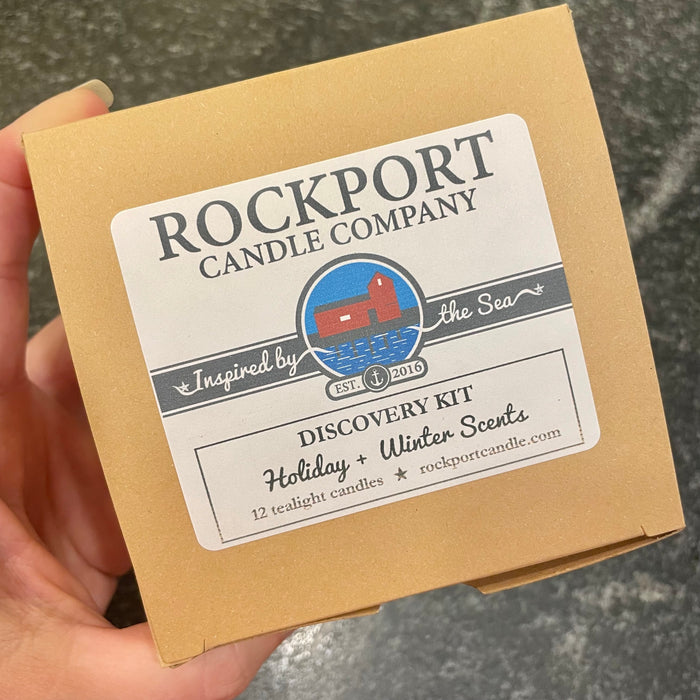 ROCKPORT
CANDLE COMPANY
Inspired by the Sea
EST. 2016
DISCOVERY KIT
Holiday + Winter Scents
12 tealight candles ★ rockportcandle.com